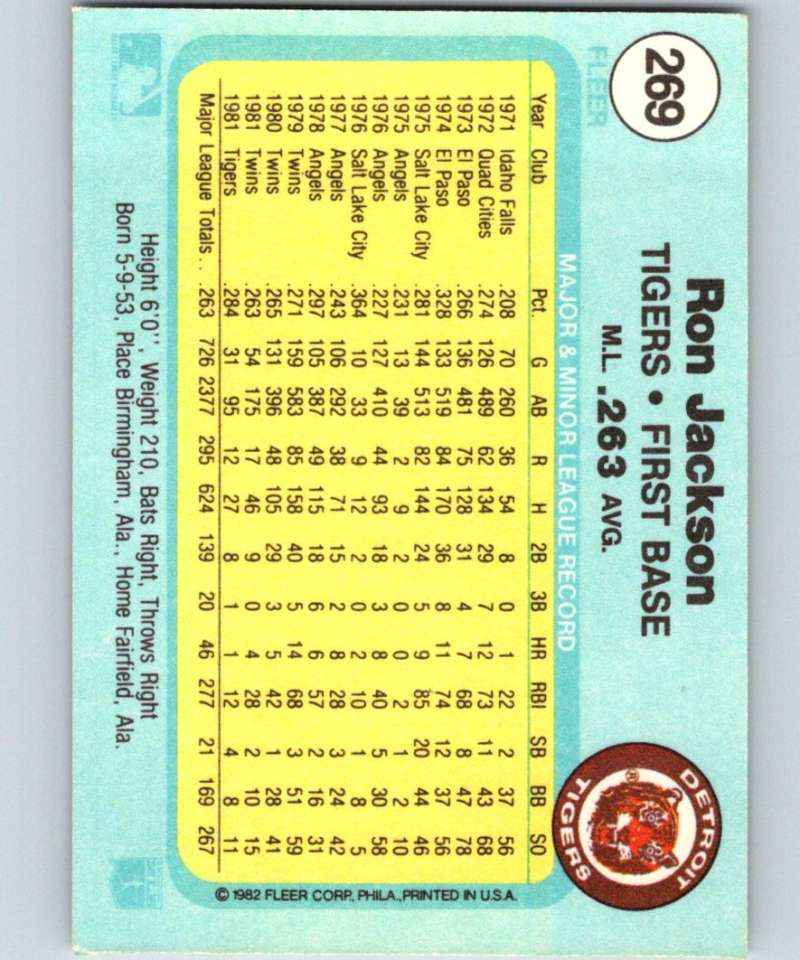 269
FLEER
Ron Jackson
TIGERS • FIRST BASE
M.L. .263 AVG.
DETROIT TIGERS
®
MAJOR & MINOR LEAGUE RECORD
Year Club Pct. G AB R H 2B 3B HR RBI SB BB SO
1971 Idaho Falls .208 70 260 36 54 8 0 1 22 2 37 56
1972 Quad Cities .274 126 489 62 134 29 7 12 73 11 43 68
1973 El Paso .266 136 481 75 128 31 4 7 68 8 47 78
1974 El Paso .328 133 519 84 170 36 8 11 74 12 37 56
1975 Salt Lake City .281 144 513 82 144 24 5 9 85 20 44 46
1975 Angels .231 13 39 2 9 2 0 0 2 1 2 10
1976 Angels .227 127 410 44 93 18 3 8 40 5 30 58
1976 Salt Lake City .364 10 33 9 12 2 0 2 10 1 8 5
1977 Angels .243 106 292 38 71 15 2 8 28 3 24 42
1978 Angels .297 105 387 49 115 18 6 6 57 2 16 31
1979 Twins .271 159 583 85 158 40 5 14 68 3 51 59
1980 Twins .265 131 396 48 105 29 3 5 42 1 28 41
1981 Twins .263 54 175 17 46 9 0 4 28 2 10 15
1981 Tigers .284 31 95 12 27 8 1 1 12 4 8 11
Major League Totals .. .263 726 2377 295 624 139 20 46 277 21 169 267
© 1982 FLEER CORP., PHILA., PRINTED IN U.S.A.
Height 6'0", Weight 210, Bats Right, Throws Right
Born 5-9-53, Place Birmingham, Ala., Home Fairfield, Ala.